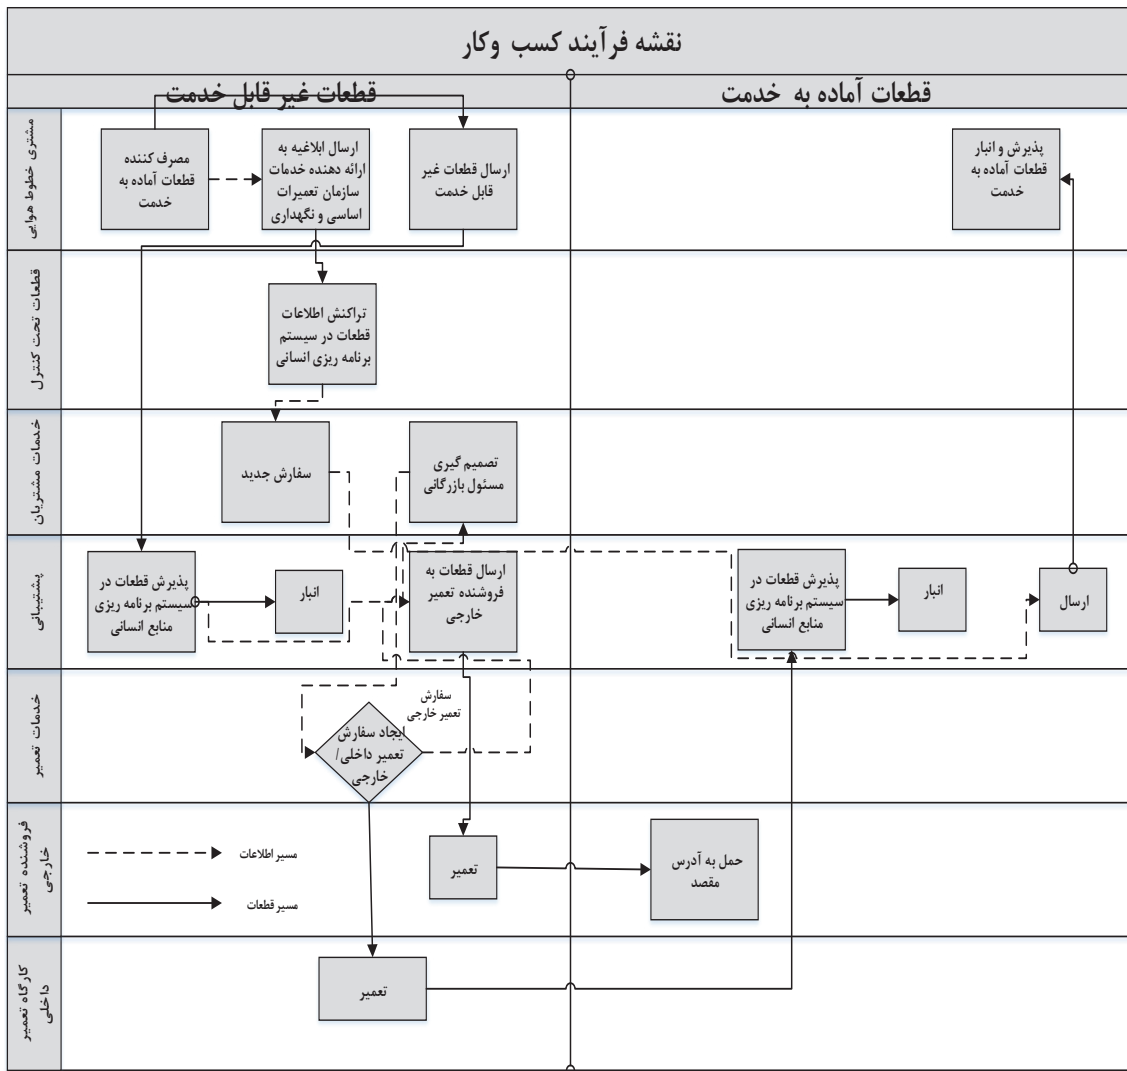 نقشه فرآیند کسب وکار
قطعات آماده به خدمت
قطعات غیر قابل خدمت
مشتری خطوط هوایی
پذیرش و انبار
قطعات آماده به
خدمت
ارسال قطعات غیر
قابل خدمت
ارسال ابلاغیه به
ارائه دهنده خدمات
سازمان تعمیرات
اساسی و نگهداری
مصرف کننده
قطعات آماده به
خدمت
قطعات تحت کنترل
تراکنش اطلاعات
قطعات در سیستم
برنامه ریزی انسانی
خدمات مشتریان
تصمیم گیری
مسئول بازرگانی
سفارش جدید
پشتیبانی
ارسال
انبار
پذیرش قطعات در
سیستم برنامه ریزی
منابع انسانی
ارسال قطعات به
فروشنده تعمیر
خارجی
انبار
پذیرش قطعات در
سیستم برنامه ریزی
منابع انسانی
خدمات تعمیر
سفارش
تعمیر خارجی
ایجاد سفارش
تعمیر داخلی/
خارجی
فروشنده تعمیر
خارجی
حمل به آدرس
مقصد
تعمیر
مسیر اطلاعات
مسیر قطعات
کارگاه تعمیر
داخلی
تعمیر